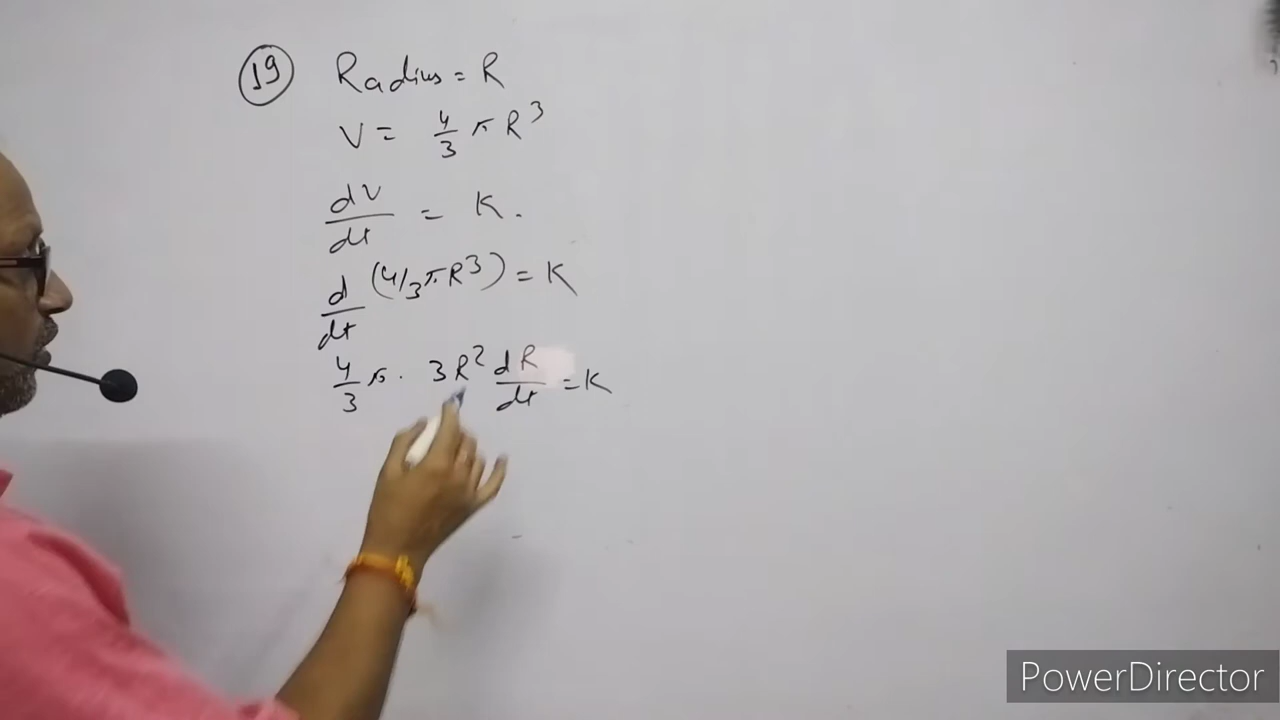 19 Radius = R
V = 4/3 π R³
dV/dt = K.
d/dt (4/3 π R³) = K
4/3 π . 3R² dR/dt = K
PowerDirector